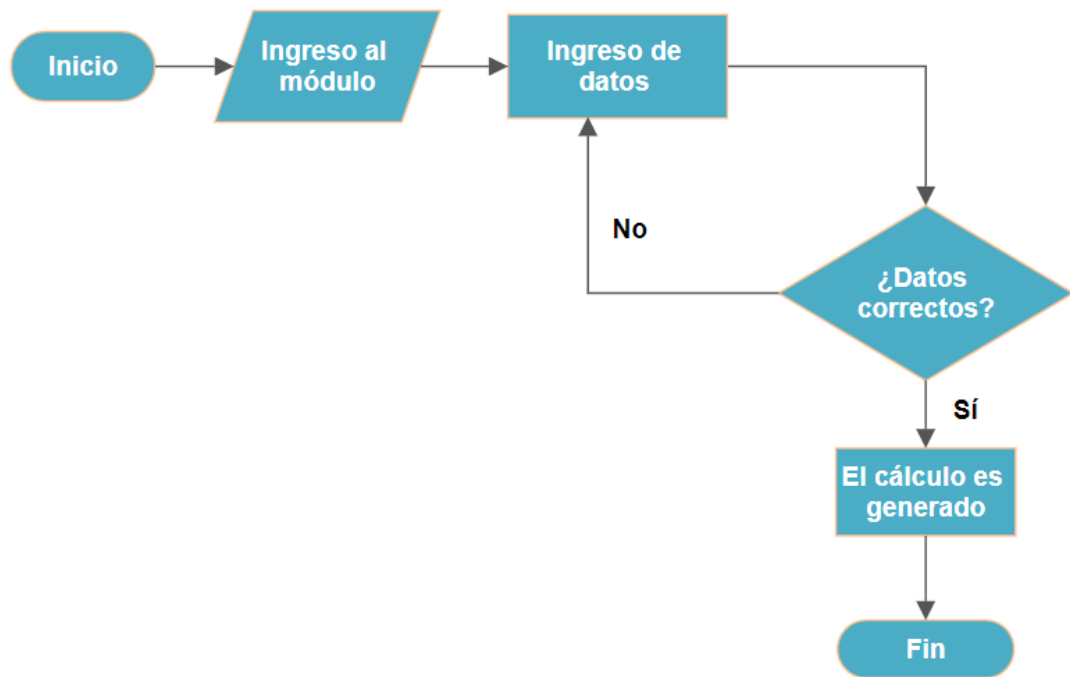 Inicio
Ingreso al
módulo
Ingreso de
datos
No
¿Datos
correctos?
Sí
El cálculo es
generado
Fin